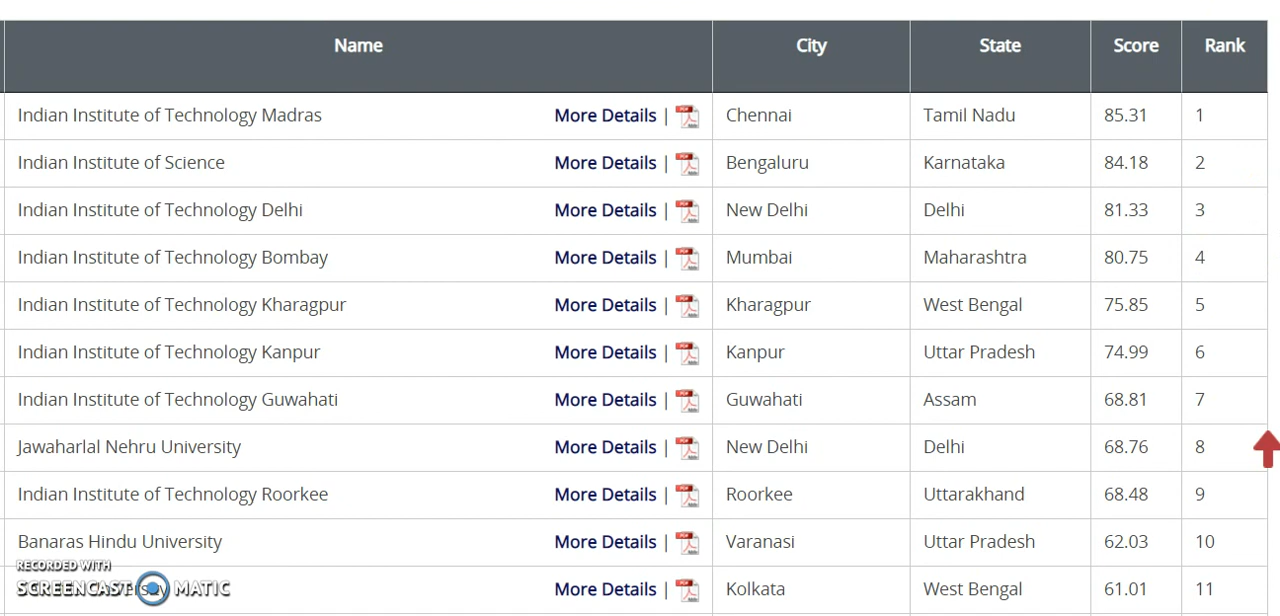 Name City State Score Rank
Indian Institute of Technology Madras More Details | Chennai Tamil Nadu 85.31 1
Indian Institute of Science More Details | Bengaluru Karnataka 84.18 2
Indian Institute of Technology Delhi More Details | New Delhi Delhi 81.33 3
Indian Institute of Technology Bombay More Details | Mumbai Maharashtra 80.75 4
Indian Institute of Technology Kharagpur More Details | Kharagpur West Bengal 75.85 5
Indian Institute of Technology Kanpur More Details | Kanpur Uttar Pradesh 74.99 6
Indian Institute of Technology Guwahati More Details | Guwahati Assam 68.81 7
Jawaharlal Nehru University More Details | New Delhi Delhi 68.76 8
Indian Institute of Technology Roorkee More Details | Roorkee Uttarakhand 68.48 9
Banaras Hindu University More Details | Varanasi Uttar Pradesh 62.03 10
RECORDED WITH
SCREENCAST MATIC
More Details | Kolkata West Bengal 61.01 11